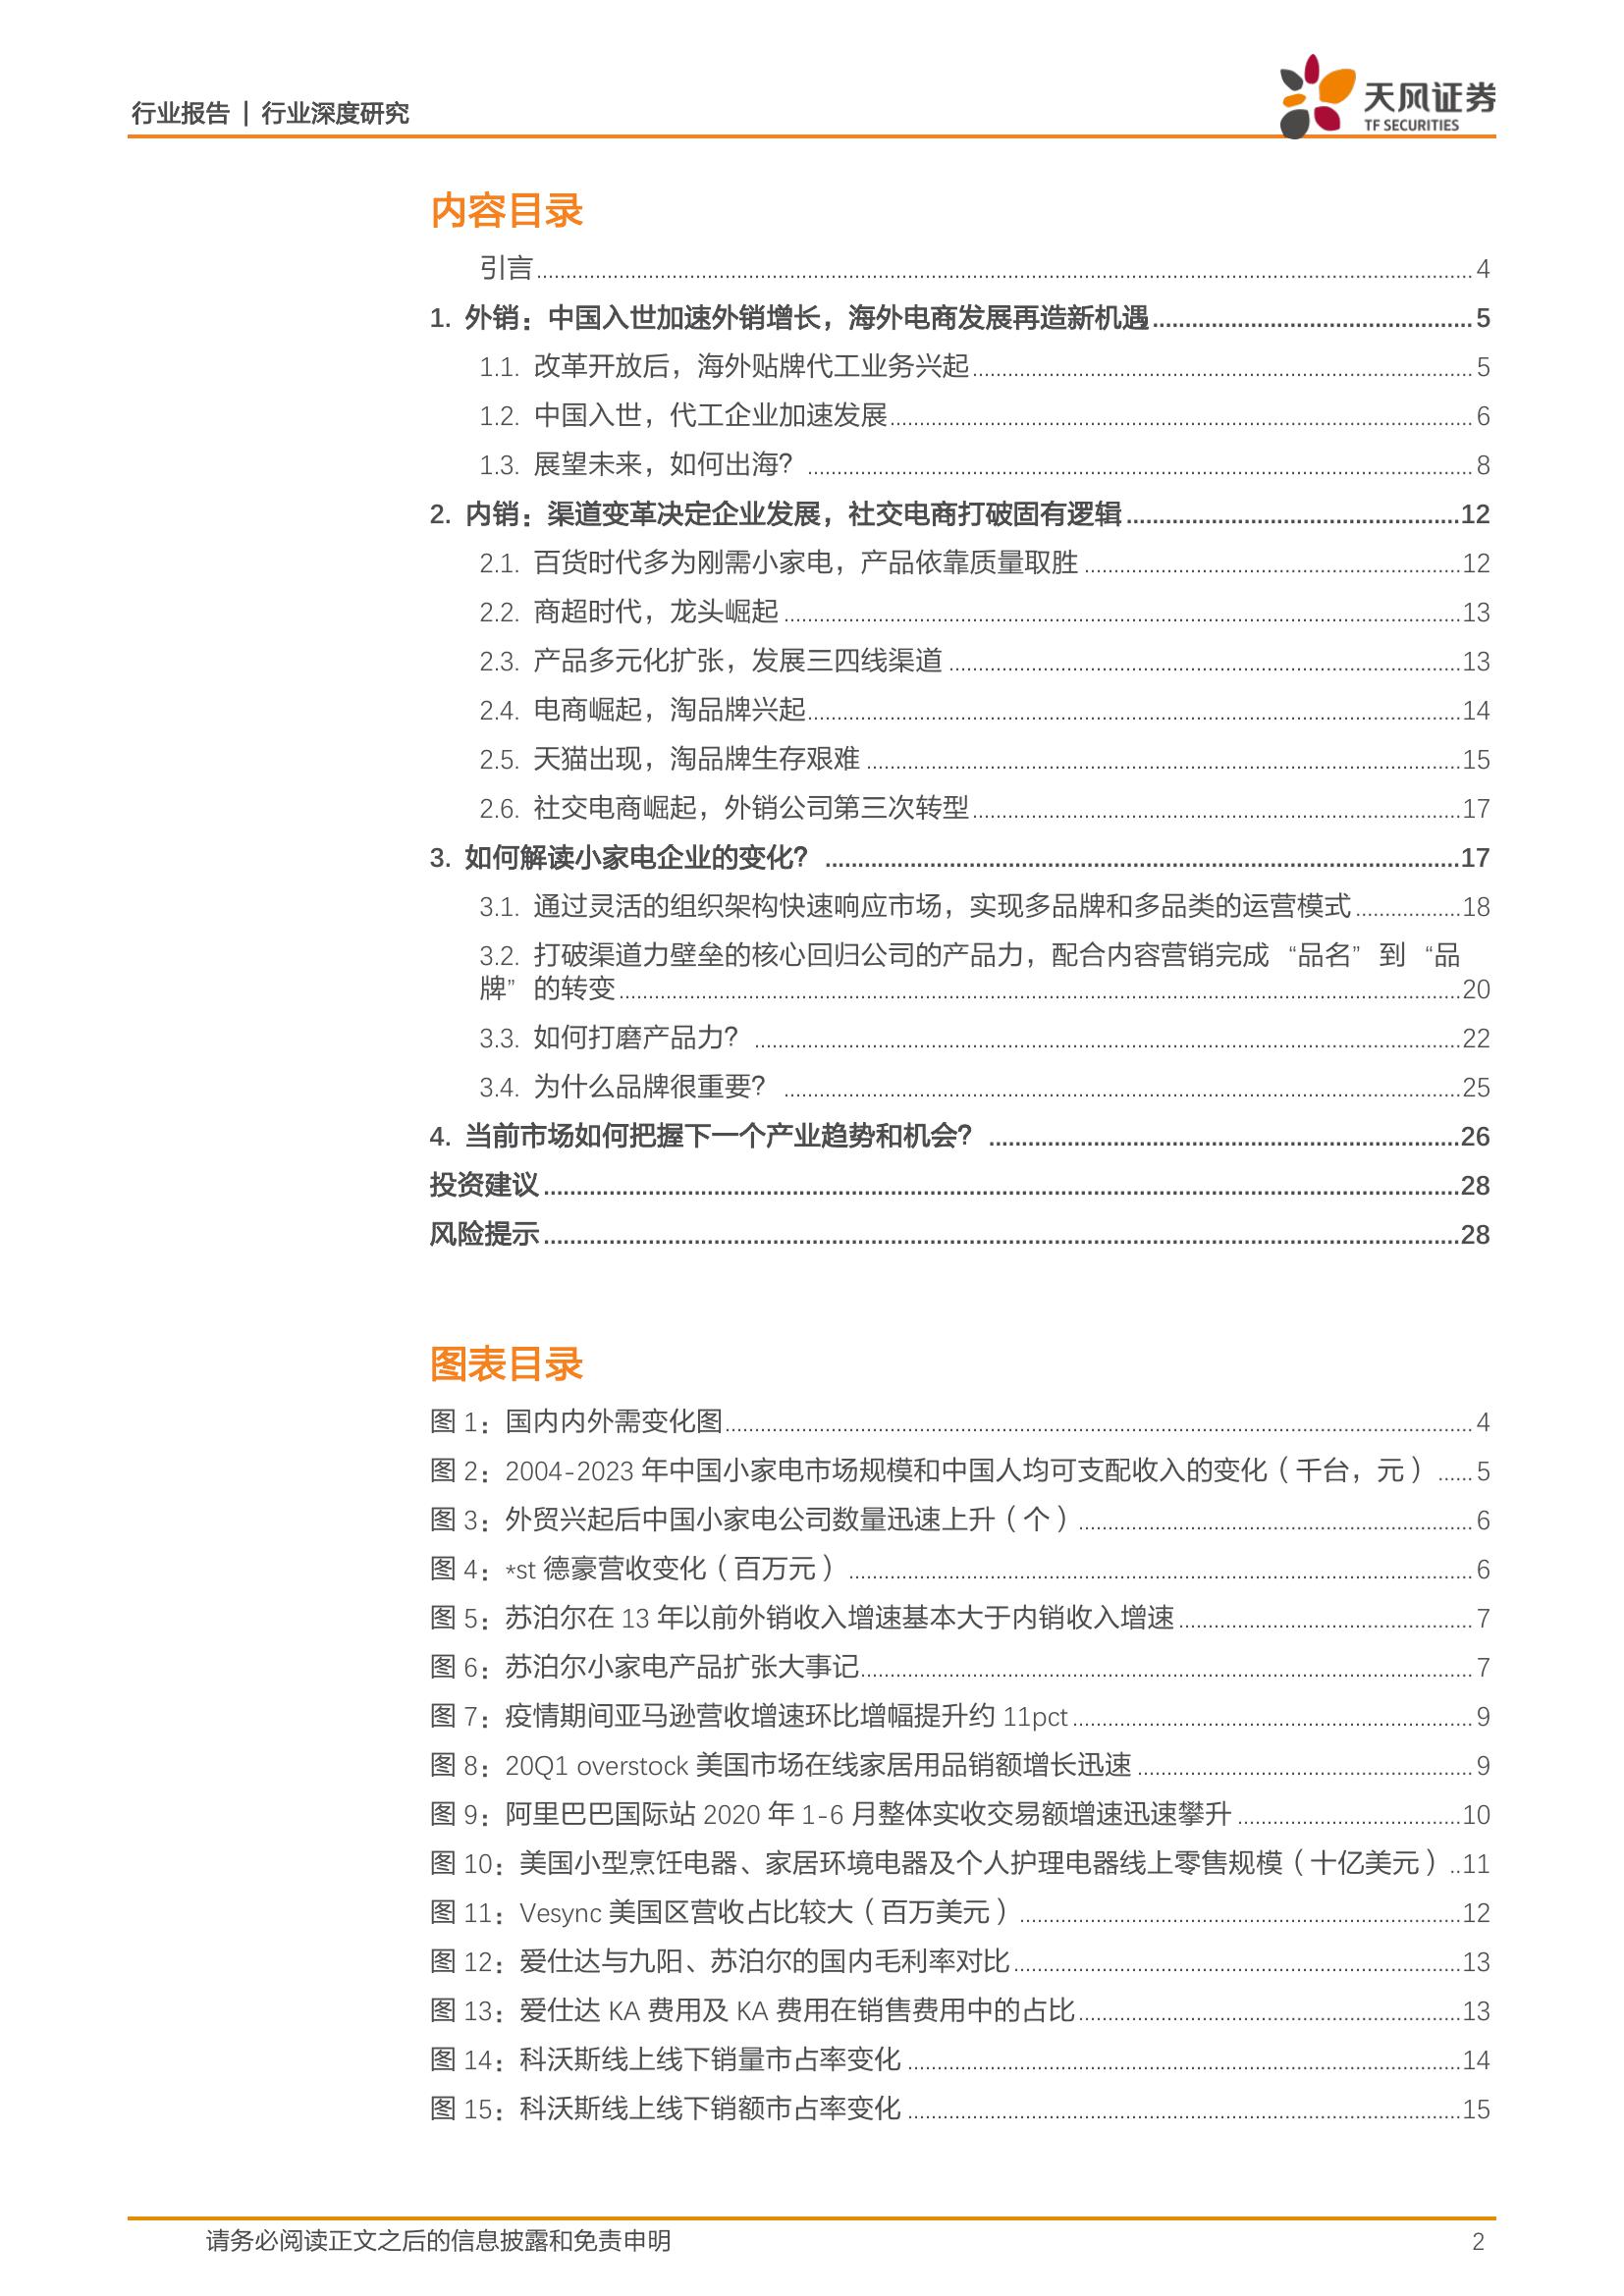 行业报告 | 行业深度研究
天风证券
TF SECURITIES
内容目录
引言 4
1. 外销：中国入世加速外销增长，海外电商发展再造新机遇 5
1.1. 改革开放后，海外贴牌代工业务兴起 5
1.2. 中国入世，代工企业加速发展 6
1.3. 展望未来，如何出海？ 8
2. 内销：渠道变革决定企业发展，社交电商打破固有逻辑 12
2.1. 百货时代多为刚需小家电，产品依靠质量取胜 12
2.2. 商超时代，龙头崛起 13
2.3. 产品多元化扩张，发展三四线渠道 13
2.4. 电商崛起，淘品牌兴起 14
2.5. 天猫出现，淘品牌生存艰难 15
2.6. 社交电商崛起，外销公司第三次转型 17
3. 如何解读小家电企业的变化？ 17
3.1. 通过灵活的组织架构快速响应市场，实现多品牌和多品类的运营模式 18
3.2. 打破渠道力壁垒的核心回归公司的产品力，配合内容营销完成“品名”到“品
牌”的转变 20
3.3. 如何打磨产品力？ 22
3.4. 为什么品牌很重要？ 25
4. 当前市场如何把握下一个产业趋势和机会？ 26
投资建议 28
风险提示 28
图表目录
图 1：国内内外需变化图 4
图 2：2004-2023 年中国小家电市场规模和中国人均可支配收入的变化（千台，元） 5
图 3：外贸兴起后中国小家电公司数量迅速上升（个） 6
图 4：*st 德豪营收变化（百万元） 6
图 5：苏泊尔在 13 年以前外销收入增速基本大于内销收入增速 7
图 6：苏泊尔小家电产品扩张大事记 7
图 7：疫情期间亚马逊营收增速环比增幅提升约 11pct 9
图 8：20Q1 overstock 美国市场在线家居用品销额增长迅速 9
图 9：阿里巴巴国际站 2020 年 1-6 月整体实收交易额增速迅速攀升 10
图 10：美国小型烹饪电器、家居环境电器及个人护理电器线上零售规模（十亿美元） 11
图 11：Vesync 美国区营收占比较大（百万美元） 12
图 12：爱仕达与九阳、苏泊尔的国内毛利率对比 13
图 13：爱仕达 KA 费用及 KA 费用在销售费用中的占比 13
图 14：科沃斯线上线下销量市占率变化 14
图 15：科沃斯线上线下销额市占率变化 15
请务必阅读正文之后的信息披露和免责申明 2